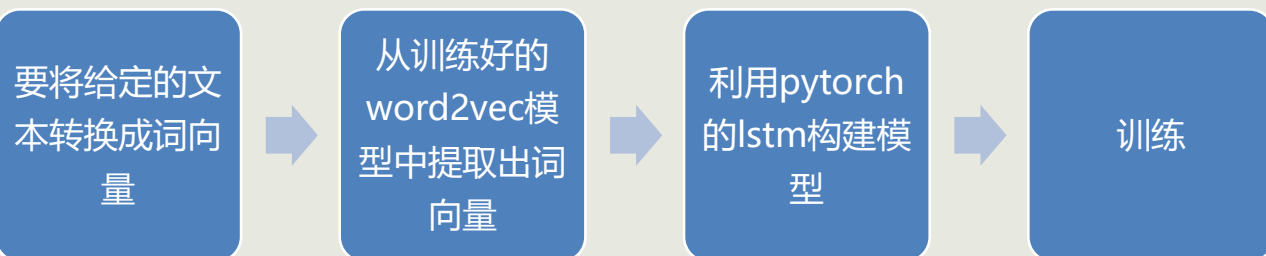 要将给定的文
本转换成词向
量
从训练好的
word2vec模
型中提取出词
向量
利用pytorch
的lstm构建模
型
训练